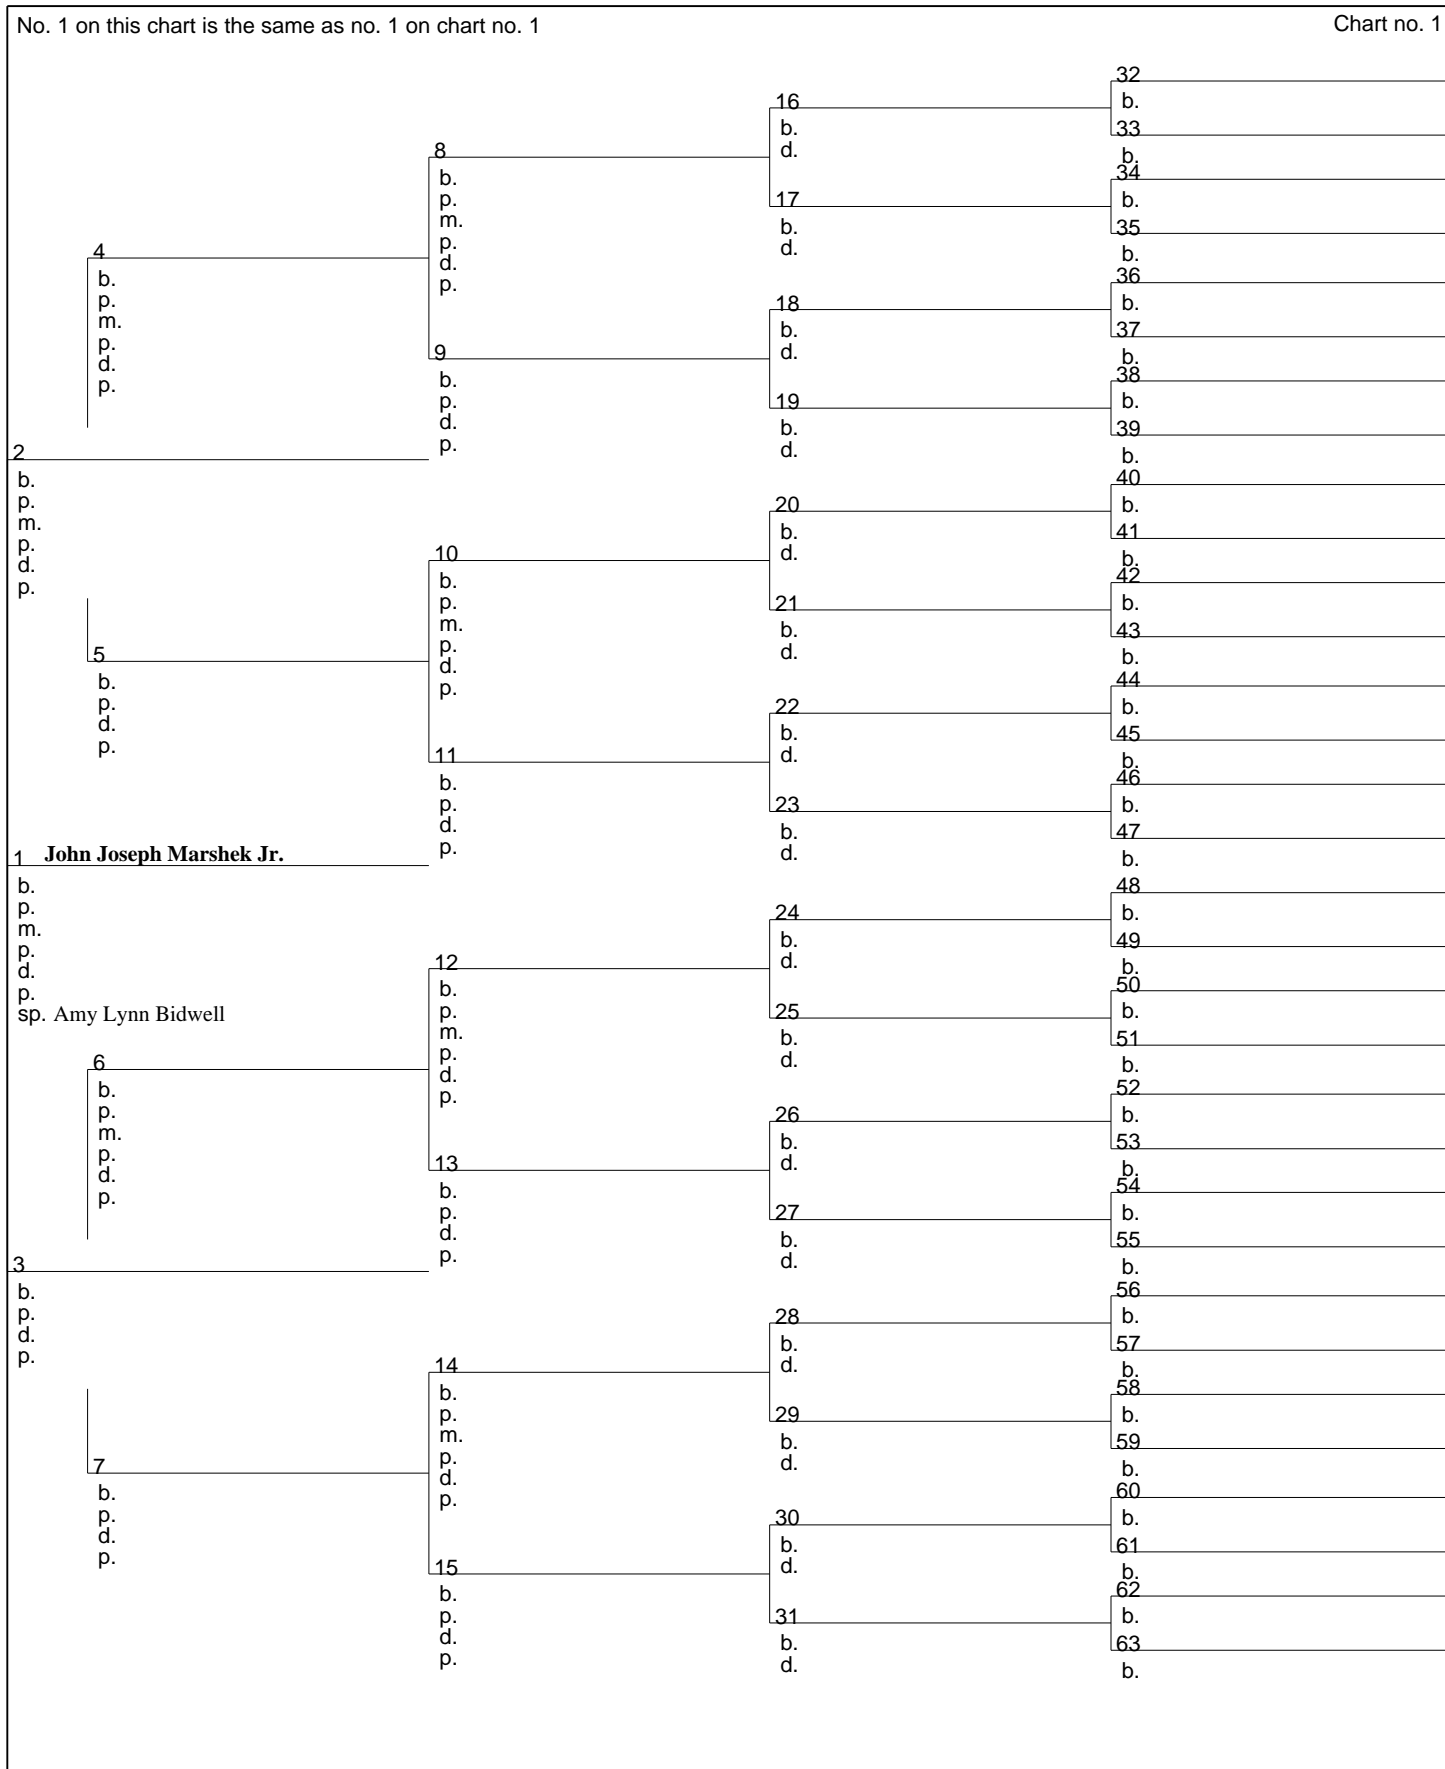 No. 1 on this chart is the same as no. 1 on chart no. 1
Chart no. 1
2
b.
p.
m.
p.
d.
p.
1 John Joseph Marshek Jr.
b.
p.
m.
p.
d.
p.
sp. Amy Lynn Bidwell
3
b.
p.
d.
p.
4
b.
p.
m.
p.
d.
p.
5
b.
p.
d.
p.
6
b.
p.
m.
p.
d.
p.
7
b.
p.
d.
p.
8
b.
p.
m.
p.
d.
p.
9
b.
p.
d.
p.
10
b.
p.
m.
p.
d.
p.
11
b.
p.
d.
p.
12
b.
p.
m.
p.
d.
p.
13
b.
p.
d.
p.
14
b.
p.
m.
p.
d.
p.
15
b.
p.
d.
p.
16
b.
d.
17
b.
d.
18
b.
d.
19
b.
d.
20
b.
d.
21
b.
d.
22
b.
d.
23
b.
d.
24
b.
d.
25
b.
d.
26
b.
d.
27
b.
d.
28
b.
d.
29
b.
d.
30
b.
d.
31
b.
d.
32
b.
33
b.
34
b.
35
b.
36
b.
37
b.
38
b.
39
b.
40
b.
41
b.
42
b.
43
b.
44
b.
45
b.
46
b.
47
b.
48
b.
49
b.
50
b.
51
b.
52
b.
53
b.
54
b.
55
b.
56
b.
57
b.
58
b.
59
b.
60
b.
61
b.
62
b.
63
b.